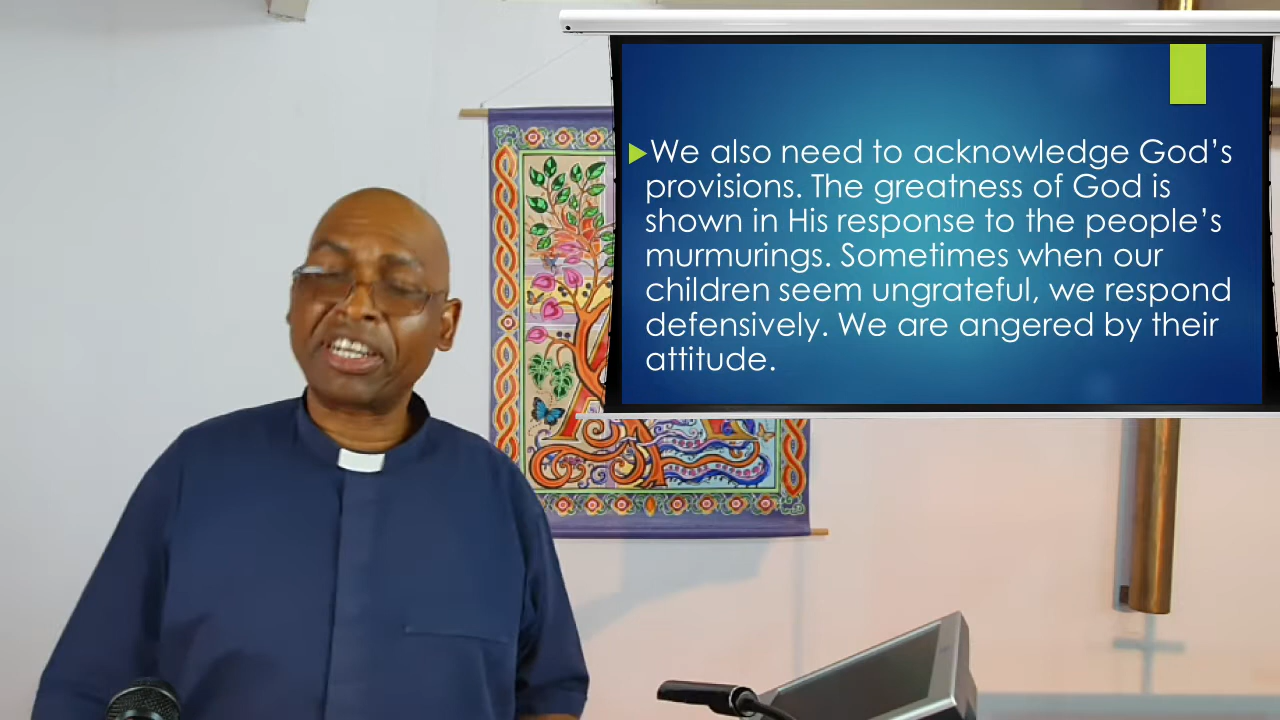 We also need to acknowledge God's
provisions. The greatness of God is
shown in His response to the people's
murmurings. Sometimes when our
children seem ungrateful, we respond
defensively. We are angered by their
attitude.